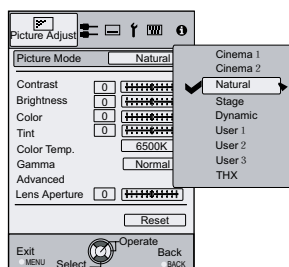 Picture Adjust
Picture Mode Natural
Contrast 0
Brightness 0
Color 0
Tint 0
Color Temp. 6500K
Gamma Normal
Advanced
Lens Aperture 0
Reset
Exit
MENU
Select
Operate
Back
BACK
Cinema 1
Cinema 2
Natural
Stage
Dynamic
User 1
User 2
User 3
THX